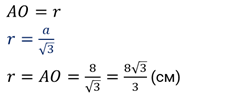 AO = r
r = a/√3
r = AO = 8/√3 = 8√3/3 (см)